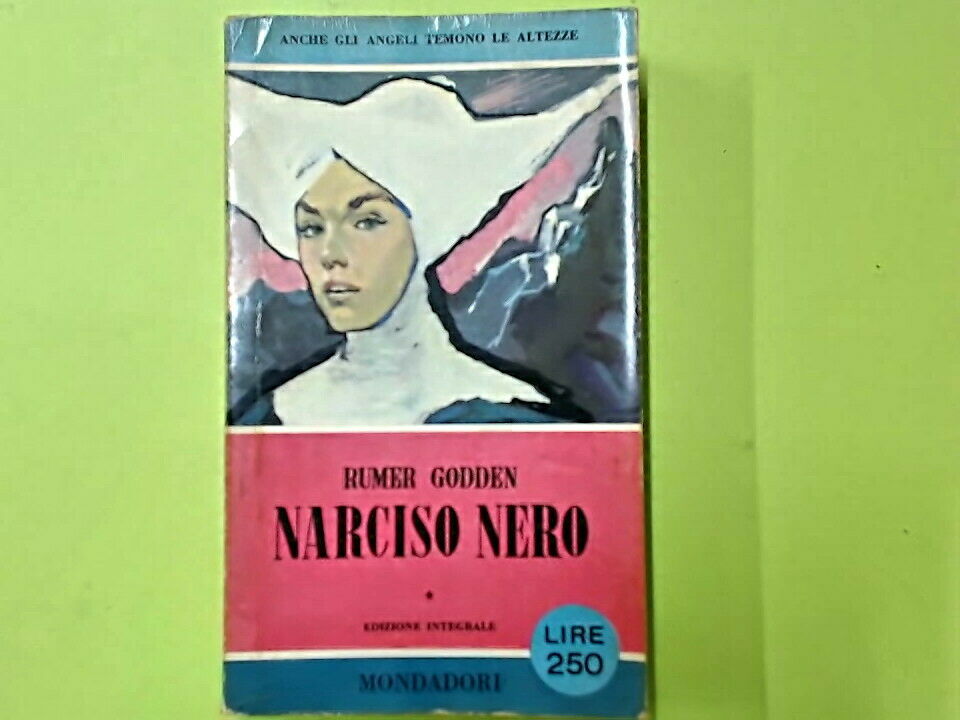 ANCHE GLI ANGELI TEMONO LE ALTEZZE
RUMER GODDEN
NARCISO NERO
EDIZIONE INTEGRALE
LIRE
250
MONDADORI